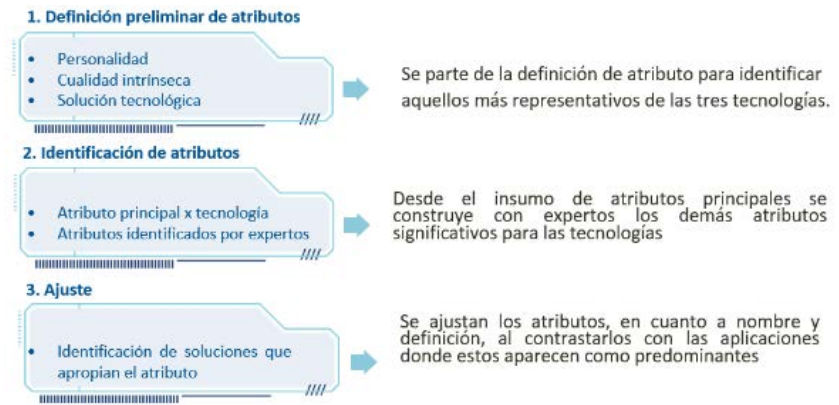 1. Definición preliminar de atributos
• Personalidad
• Cualidad intrínseca
• Solución tecnológica
Se parte de la definición de atributo para identificar
aquellos más representativos de las tres tecnologías.
2. Identificación de atributos
• Atributo principal x tecnología
• Atributos identificados por expertos
Desde el insumo de atributos principales se
construye con expertos los demás atributos
significativos para las tecnologías
3. Ajuste
• Identificación de soluciones que
apropian el atributo
Se ajustan los atributos, en cuanto a nombre y
definición, al contrastarlos con las aplicaciones
donde estos aparecen como predominantes